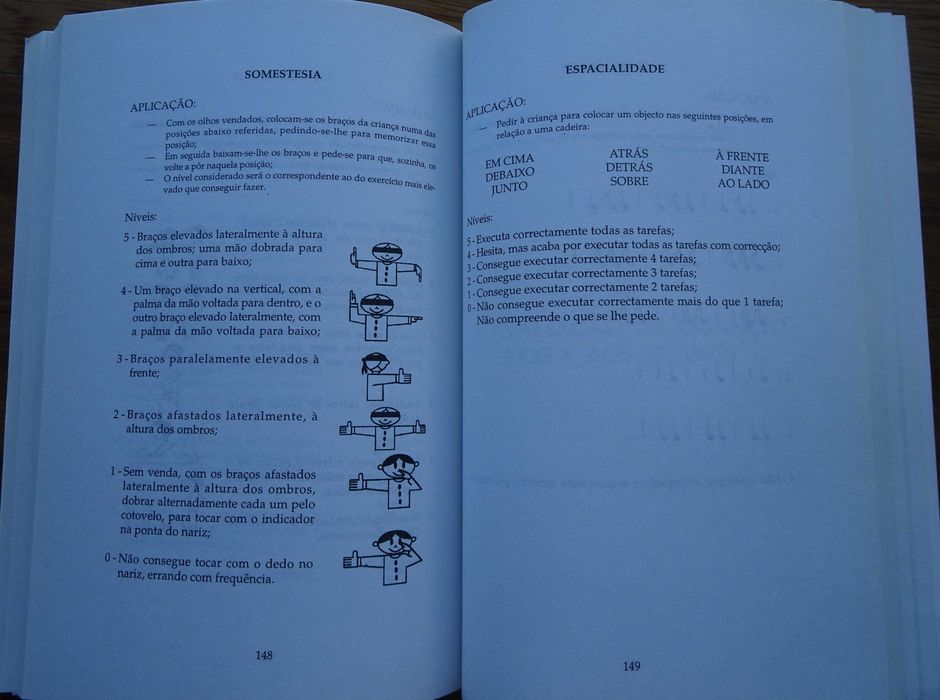 SOMESTESIA
APLICAÇÃO:
— Com os olhos vendados, colocam-se os braços da criança numa das
posições abaixo referidas, pedindo-se-lhe para memorizar essa
posição;
— Em seguida baixam-se-lhe os braços e pede-se para que, sozinha, os
volte a pôr naquela posição;
— O nível considerado será o correspondente ao do exercício mais ele-
vado que conseguir fazer.
Níveis:
5 - Braços elevados lateralmente à altura
dos ombros; uma mão dobrada para
cima e outra para baixo;
4 - Um braço elevado na vertical, com a
palma da mão voltada para dentro, e o
outro braço elevado lateralmente, com
a palma da mão voltada para baixo;
3 - Braços paralelamente elevados à
frente;
2 - Braços afastados lateralmente, à
altura dos ombros;
1 - Sem venda, com os braços afastados
lateralmente à altura dos ombros,
dobrar alternadamente cada um pelo
cotovelo, para tocar com o indicador
na ponta do nariz;
0 - Não consegue tocar com o dedo no
nariz, errando com frequência.
148
ESPACIALIDADE
APLICAÇÃO:
— Pedir à criança para colocar um objecto nas seguintes posições, em
relação a uma cadeira:
EM CIMA ATRÁS À FRENTE
DEBAIXO DETRÁS DIANTE
JUNTO SOBRE AO LADO
Níveis:
5 - Executa correctamente todas as tarefas;
4 - Hesita, mas acaba por executar todas as tarefas com correcção;
3 - Consegue executar correctamente 4 tarefas;
2 - Consegue executar correctamente 3 tarefas;
1 - Consegue executar correctamente 2 tarefas;
0 - Não consegue executar correctamente mais do que 1 tarefa;
Não compreende o que se lhe pede.
149